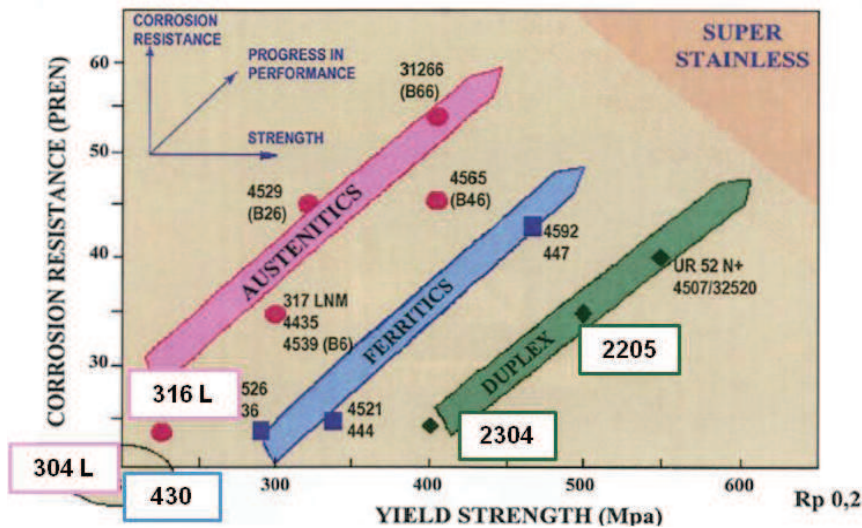 CORROSION
RESISTANCE
PROGRESS IN
PERFORMANCE
STRENGTH
SUPER
STAINLESS
CORROSION RESISTANCE (PREN)
60
50
40
30
31266
(B66)
4529
(B26)
4565
(B46)
AUSTENITICS
317 LNM
4435
4539 (B6)
4592
447
FERRITICS
UR 52 N+
4507/32520
DUPLEX
2205
316 L
526
36
4521
444
2304
304 L
430
300
400
500
600
Rp 0,2
YIELD STRENGTH (Mpa)